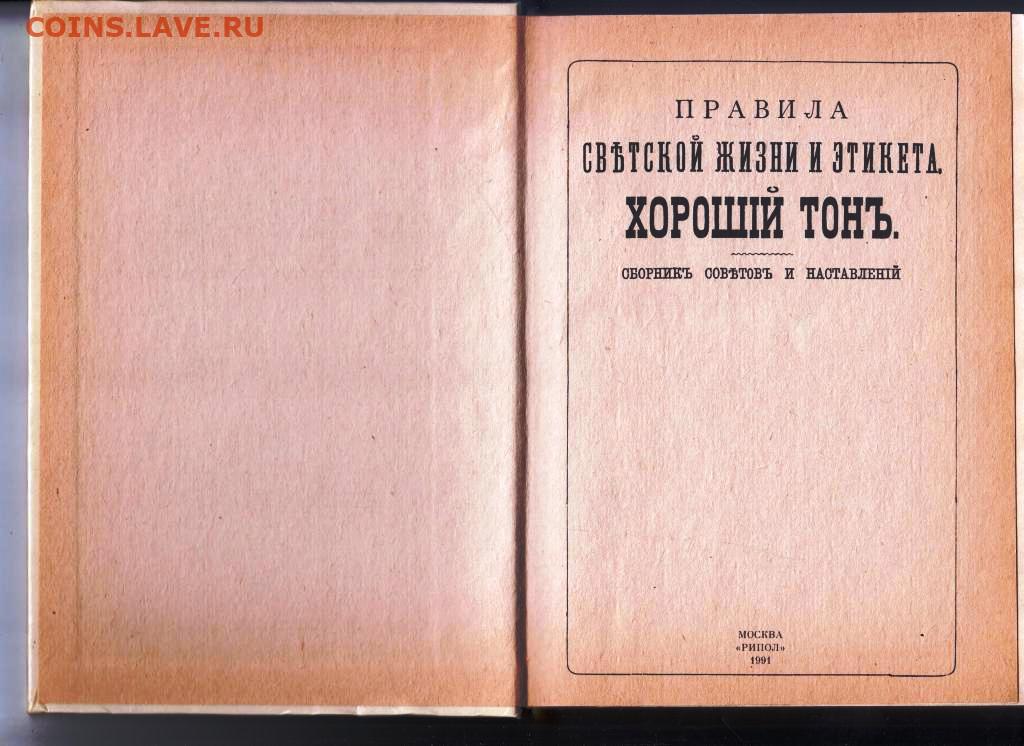 COINS.LAVE.RU
ПРАВИЛА
СВѢТСКОЙ ЖИЗНИ И ЭТИКЕТА.
ХОРОШІЙ ТОНЪ.
СБОРНИКЪ СОВѢТОВЪ И НАСТАВЛЕНІЙ
МОСКВА
«РИПОЛ»
1991